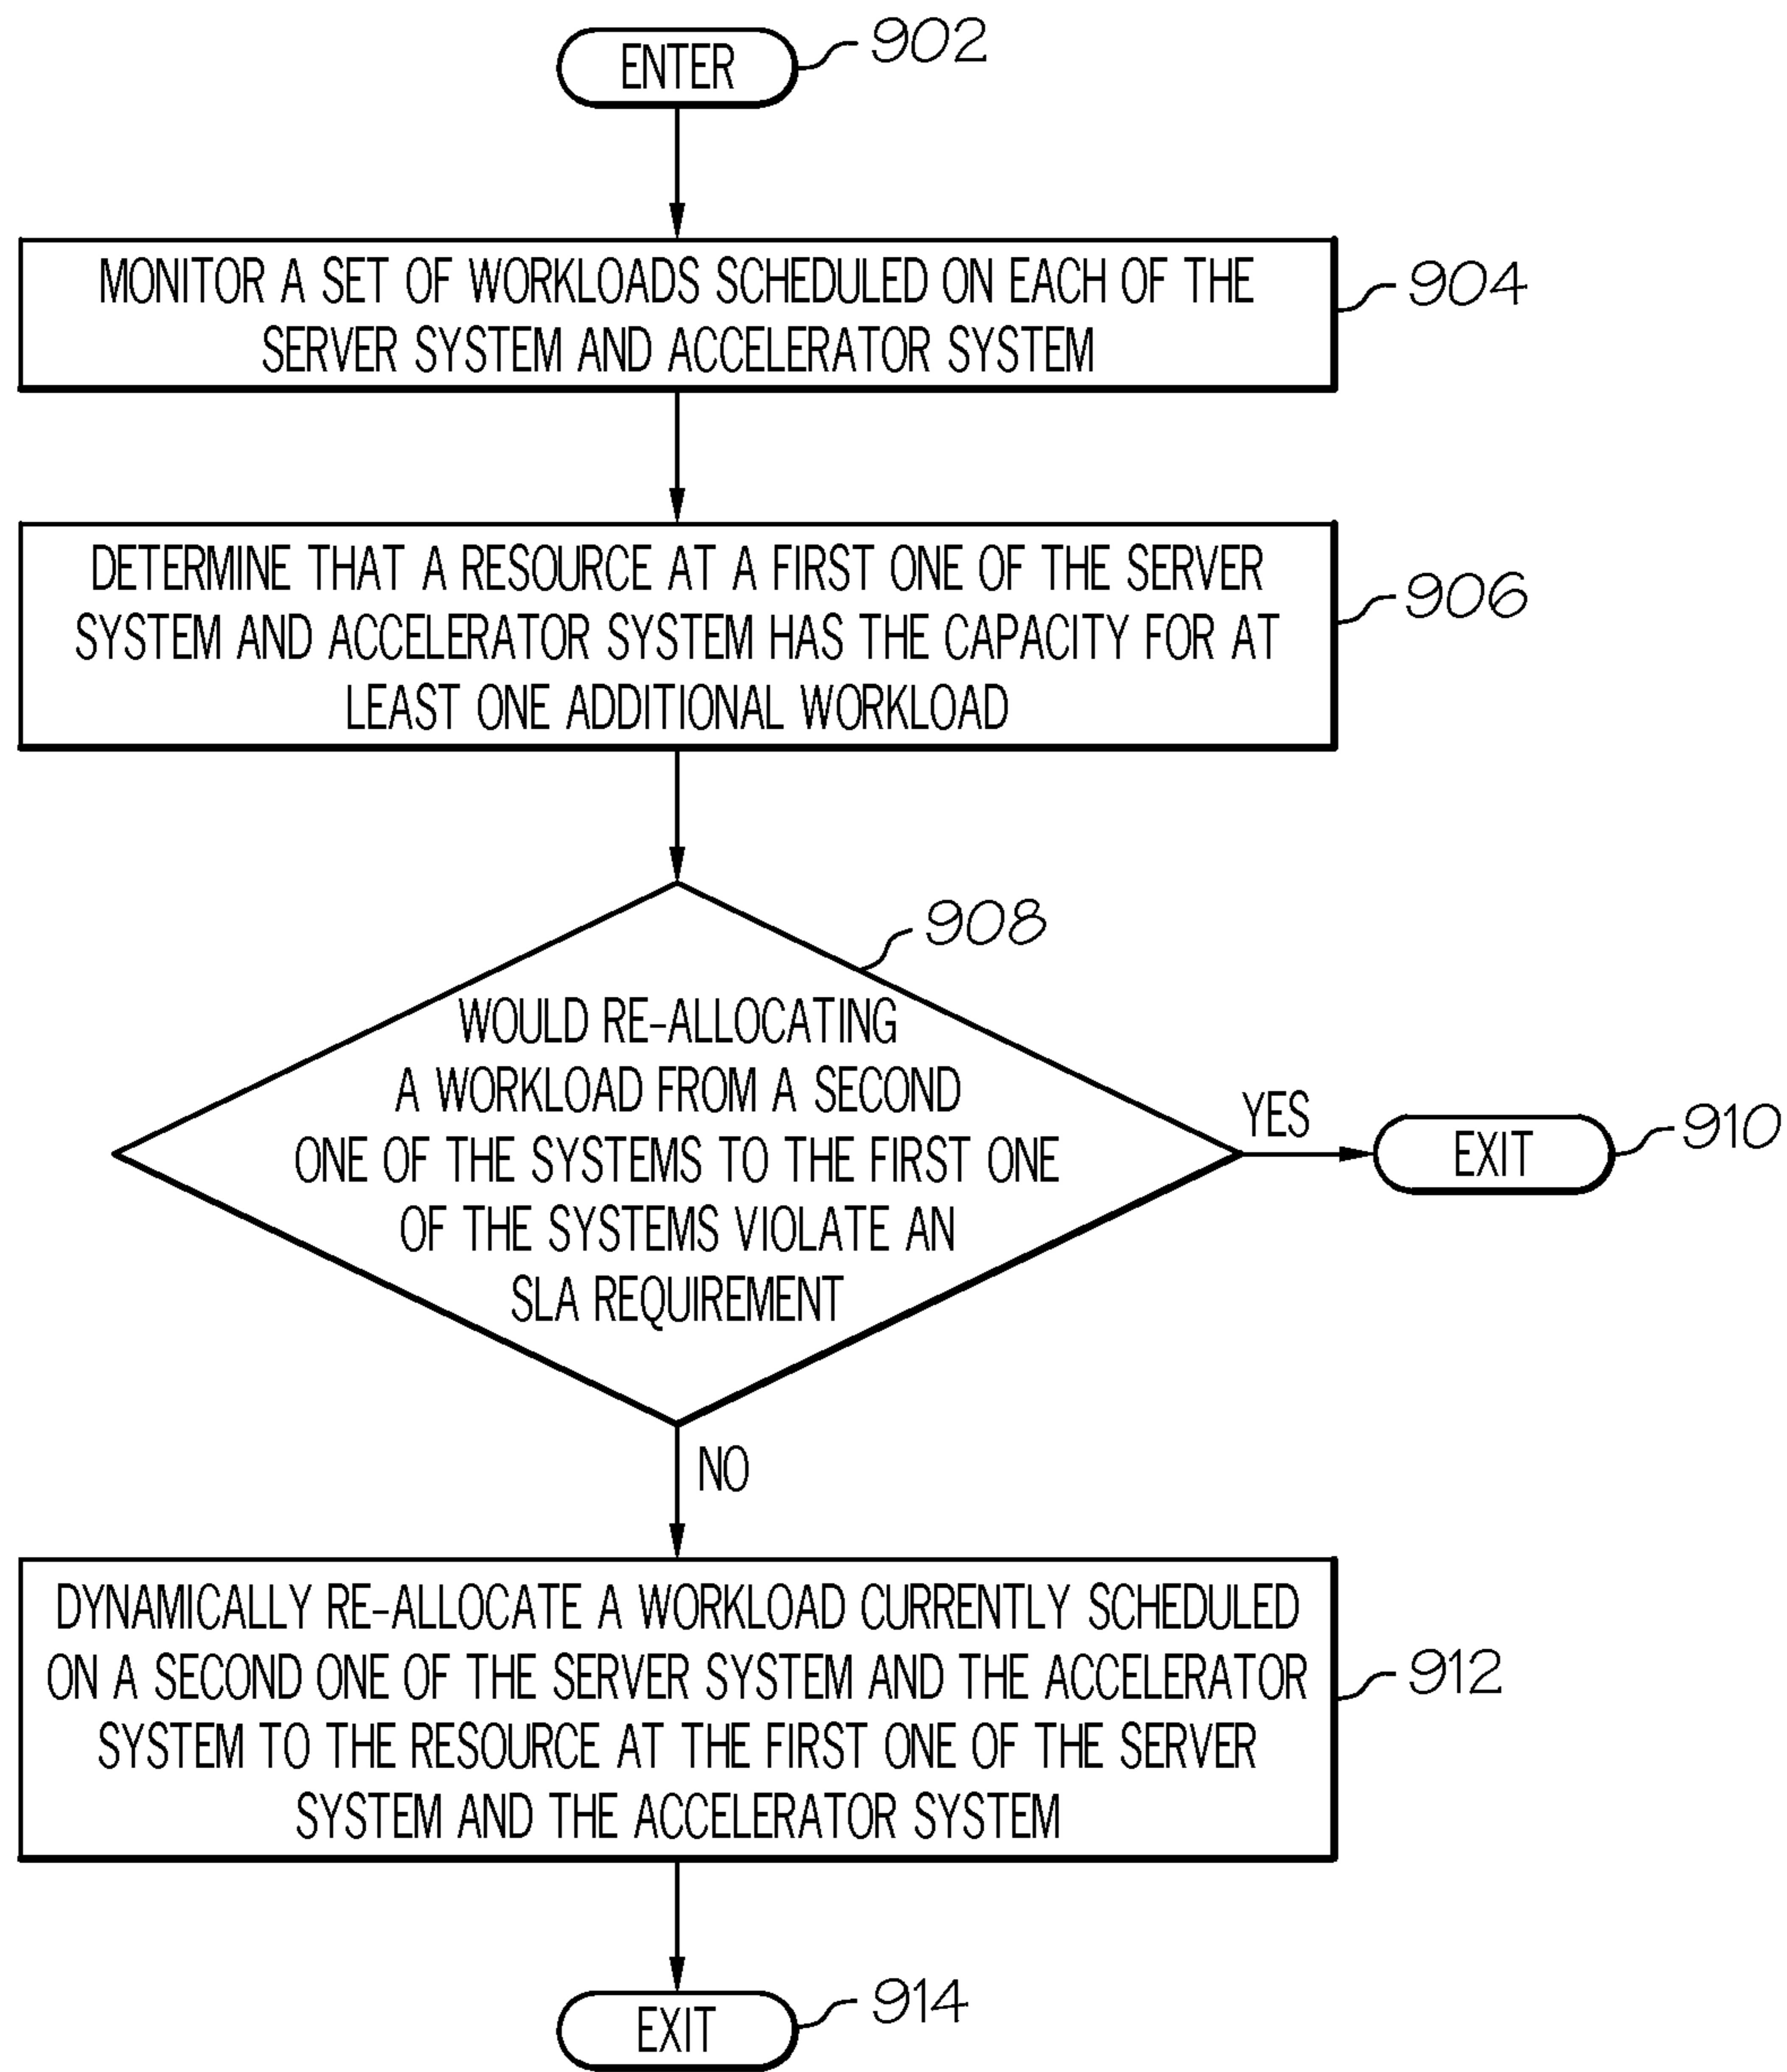 ENTER
902
MONITOR A SET OF WORKLOADS SCHEDULED ON EACH OF THE
SERVER SYSTEM AND ACCELERATOR SYSTEM
904
DETERMINE THAT A RESOURCE AT A FIRST ONE OF THE SERVER
SYSTEM AND ACCELERATOR SYSTEM HAS THE CAPACITY FOR AT
LEAST ONE ADDITIONAL WORKLOAD
906
908
WOULD RE-ALLOCATING
A WORKLOAD FROM A SECOND
ONE OF THE SYSTEMS TO THE FIRST ONE
OF THE SYSTEMS VIOLATE AN
SLA REQUIREMENT
YES
EXIT
910
NO
DYNAMICALLY RE-ALLOCATE A WORKLOAD CURRENTLY SCHEDULED
ON A SECOND ONE OF THE SERVER SYSTEM AND THE ACCELERATOR
SYSTEM TO THE RESOURCE AT THE FIRST ONE OF THE SERVER
SYSTEM AND THE ACCELERATOR SYSTEM
912
EXIT
914